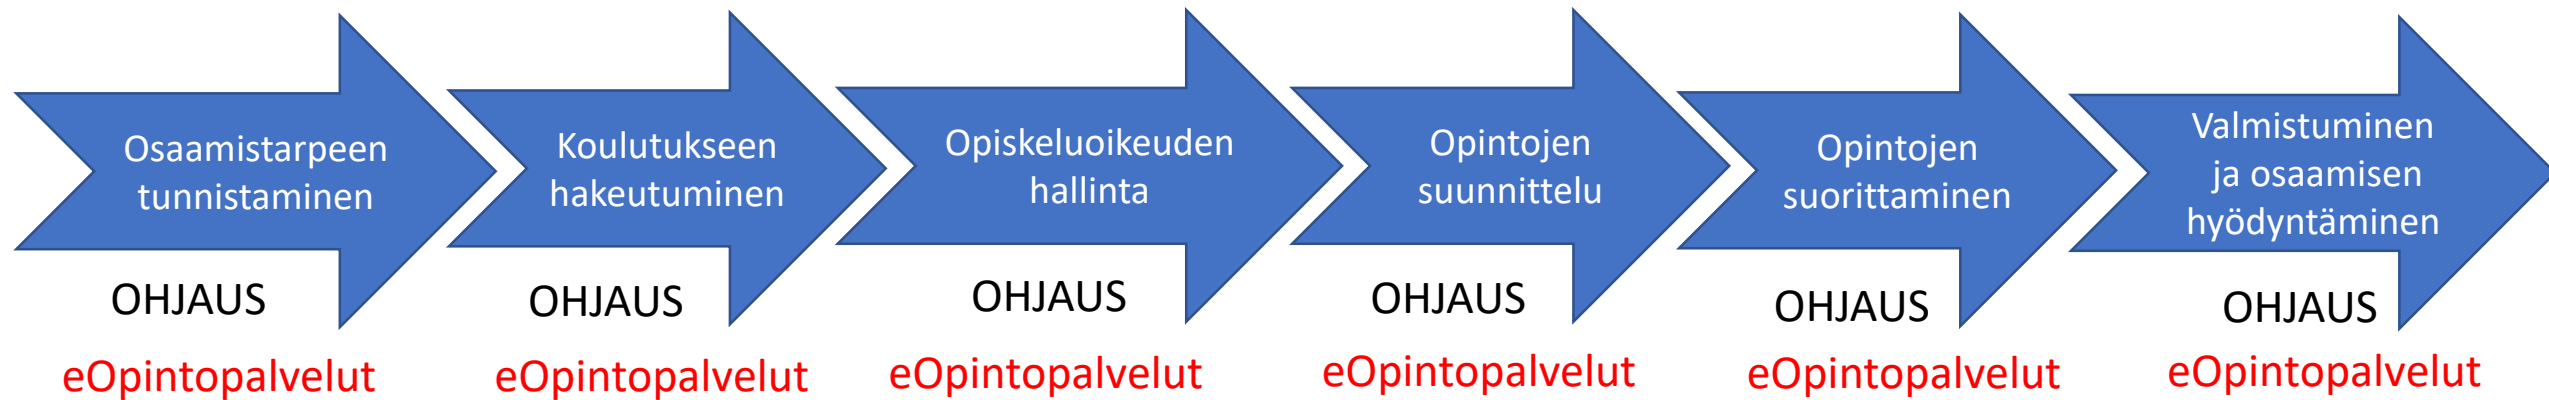 Osaamistarpeen
tunnistaminen
OHJAUS
eOpintopalvelut
Koulutukseen
hakeutuminen
OHJAUS
eOpintopalvelut
Opiskeluoikeuden
hallinta
OHJAUS
eOpintopalvelut
Opintojen
suunnittelu
OHJAUS
eOpintopalvelut
Opintojen
suorittaminen
OHJAUS
eOpintopalvelut
Valmistuminen
ja osaamisen
hyödyntäminen
OHJAUS
eOpintopalvelut